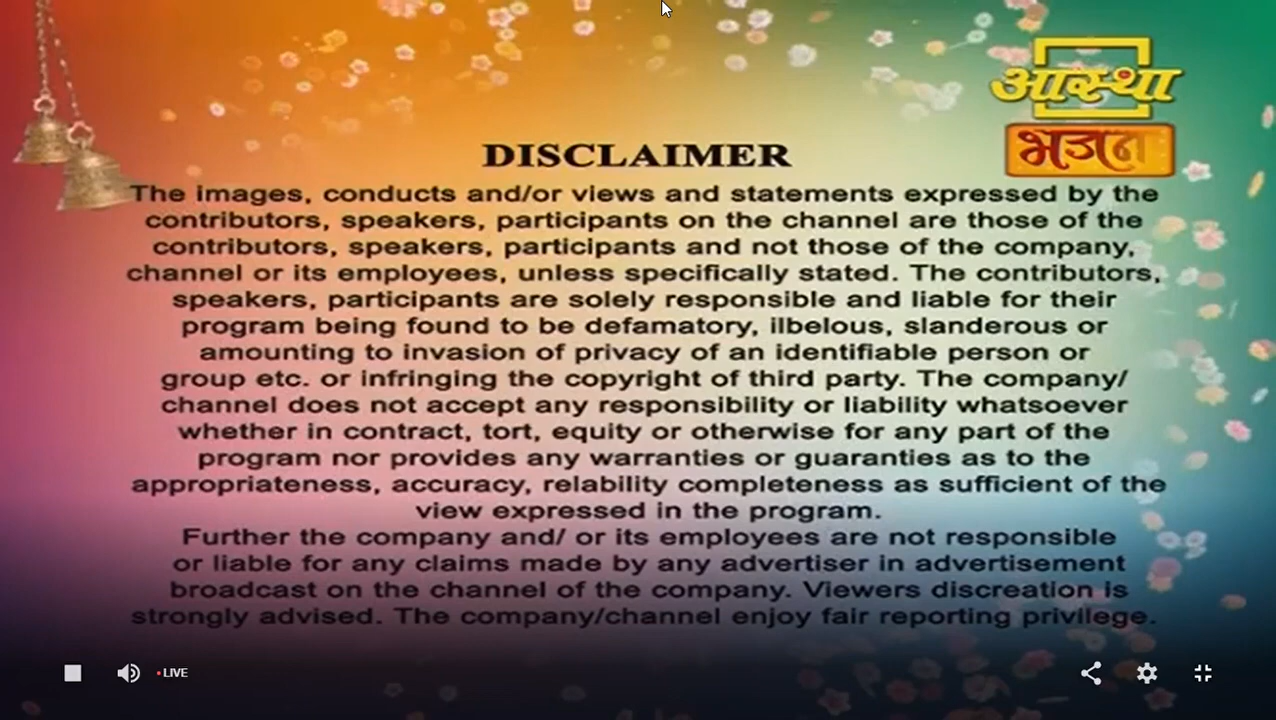 आस्था
भजन
DISCLAIMER
The images, conducts and/or views and statements expressed by the
contributors, speakers, participants on the channel are those of the
contributors, speakers, participants and not those of the company,
channel or its employees, unless specifically stated. The contributors,
speakers, participants are solely responsible and liable for their
program being found to be defamatory, ilbelous, slanderous or
amounting to invasion of privacy of an identifiable person or
group etc. or infringing the copyright of third party. The company/
channel does not accept any responsibility or liability whatsoever
whether in contract, tort, equity or otherwise for any part of the
program nor provides any warranties or guaranties as to the
appropriateness, accuracy, relability completeness as sufficient of the
view expressed in the program.
Further the company and/ or its employees are not responsible
or liable for any claims made by any advertiser in advertisement
broadcast on the channel of the company. Viewers discreation is
strongly advised. The company/channel enjoy fair reporting privilege.
LIVE